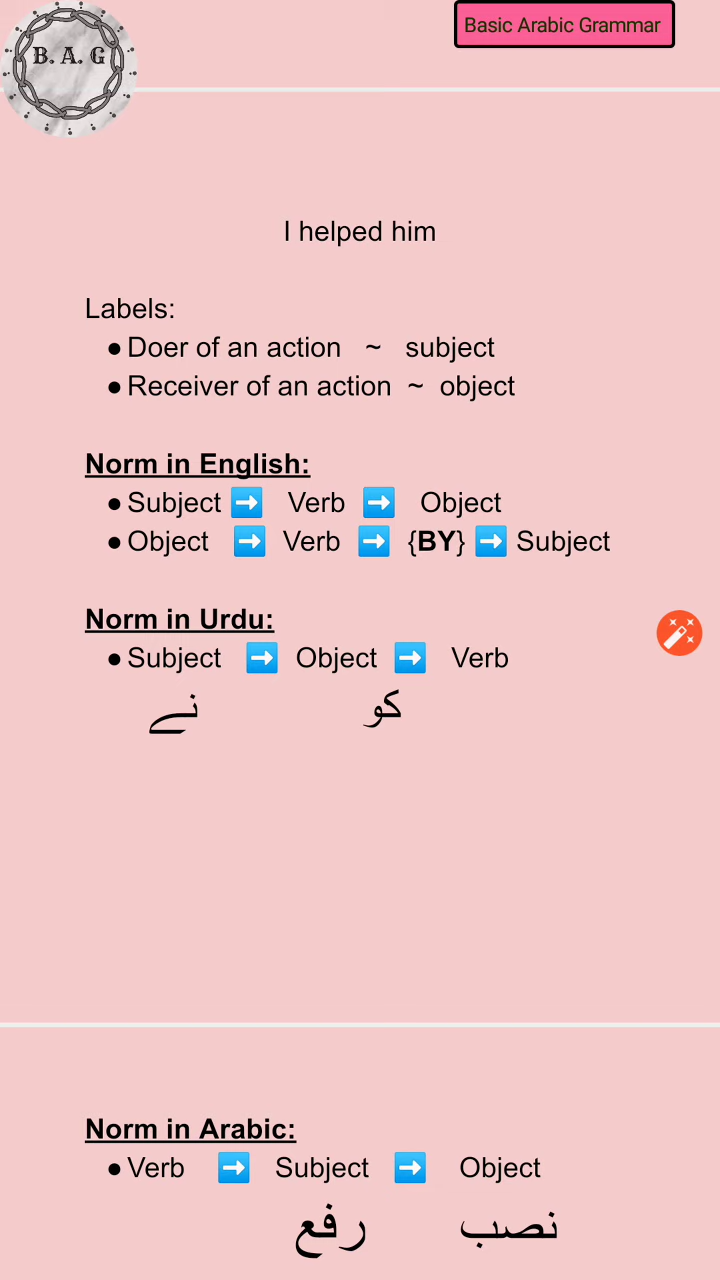 B. A. G
Basic Arabic Grammar
I helped him
Labels:
● Doer of an action ~ subject
● Receiver of an action ~ object
Norm in English:
● Subject ➡️ Verb ➡️ Object
● Object ➡️ Verb ➡️ {BY} ➡️ Subject
Norm in Urdu:
● Subject ➡️ Object ➡️ Verb
نے کو
Norm in Arabic:
● Verb ➡️ Subject ➡️ Object
رفع نصب